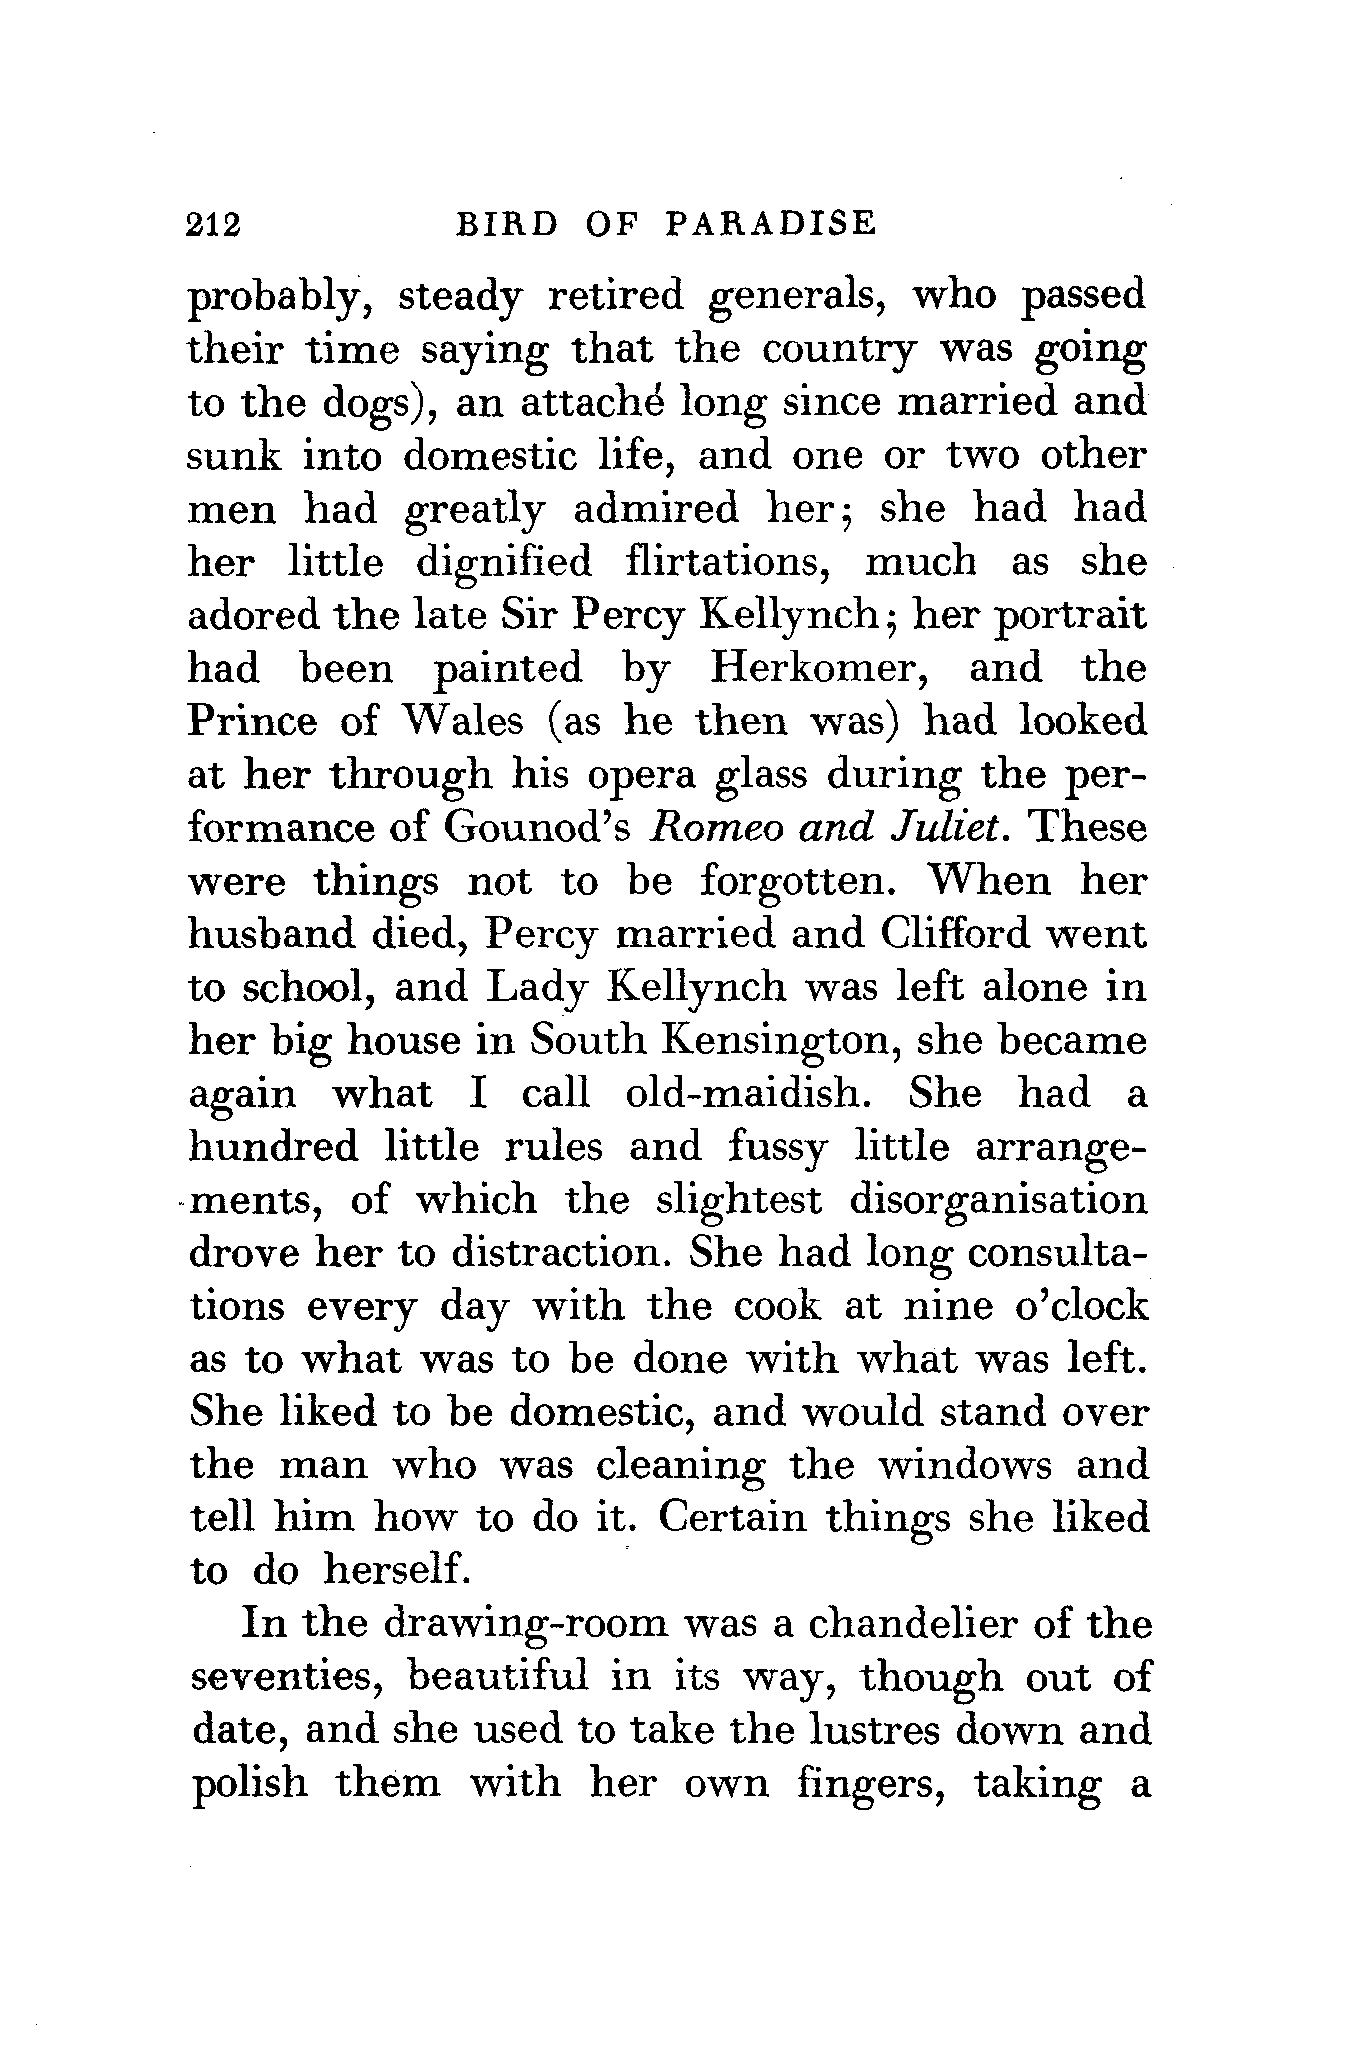 212 BIRD OF PARADISE
probably, steady retired generals, who passed
their time saying that the country was going
to the dogs), an attaché long since married and
sunk into domestic life, and one or two other
men had greatly admired her; she had had
her little dignified flirtations, much as she
adored the late Sir Percy Kellynch; her portrait
had been painted by Herkomer, and the
Prince of Wales (as he then was) had looked
at her through his opera glass during the per-
formance of Gounod's Romeo and Juliet. These
were things not to be forgotten. When her
husband died, Percy married and Clifford went
to school, and Lady Kellynch was left alone in
her big house in South Kensington, she became
again what I call old-maidish. She had a
hundred little rules and fussy little arrange-
ments, of which the slightest disorganisation
drove her to distraction. She had long consulta-
tions every day with the cook at nine o'clock
as to what was to be done with what was left.
She liked to be domestic, and would stand over
the man who was cleaning the windows and
tell him how to do it. Certain things she liked
to do herself.
In the drawing-room was a chandelier of the
seventies, beautiful in its way, though out of
date, and she used to take the lustres down and
polish them with her own fingers, taking a